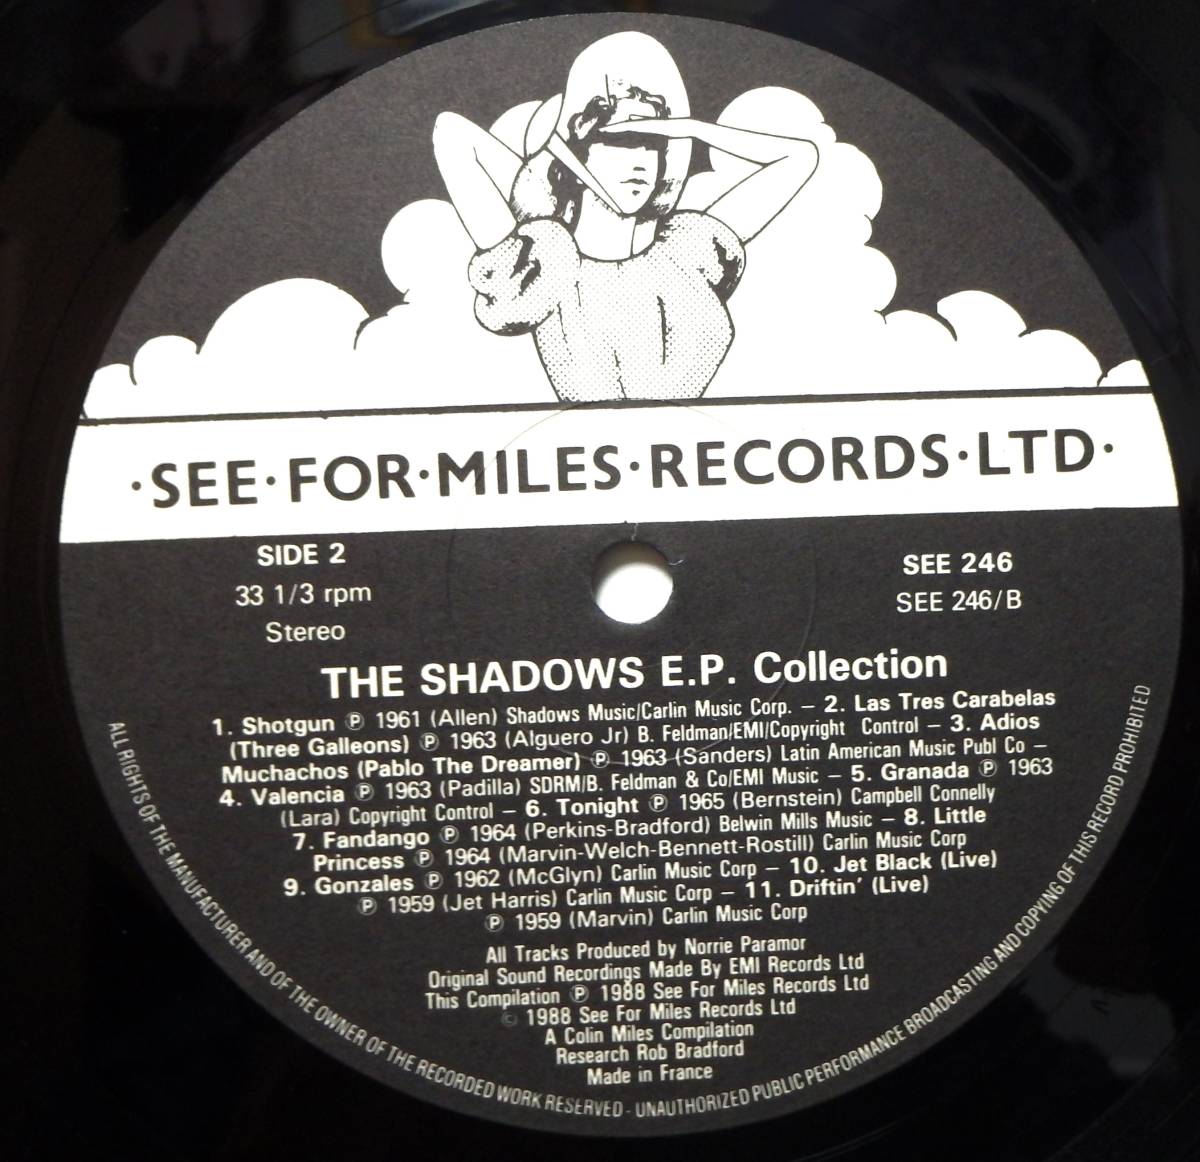 ·SEE·FOR·MILES·RECORDS·LTD·
SIDE 2
33 1/3 rpm
Stereo
SEE 246
SEE 246/B
THE SHADOWS E.P. Collection
1. Shotgun Ⓟ 1961 (Allen) Shadows Music/Carlin Music Corp. – 2. Las Tres Carabelas
(Three Galleons) Ⓟ 1963 (Alguero Jr) B. Feldman/EMI/Copyright Control – 3. Adios
Muchachos (Pablo The Dreamer) Ⓟ 1963 (Sanders) Latin American Music Publ Co –
4. Valencia Ⓟ 1963 (Padilla) SDRM/B. Feldman & Co/EMI Music – 5. Granada Ⓟ 1963
(Lara) Copyright Control – 6. Tonight Ⓟ 1965 (Bernstein) Campbell Connelly
7. Fandango Ⓟ 1964 (Perkins-Bradford) Belwin Mills Music – 8. Little
Princess Ⓟ 1964 (Marvin-Welch-Bennett-Rostill) Carlin Music Corp
9. Gonzales Ⓟ 1962 (McGlyn) Carlin Music Corp – 10. Jet Black (Live)
Ⓟ 1959 (Jet Harris) Carlin Music Corp – 11. Driftin' (Live)
Ⓟ 1959 (Marvin) Carlin Music Corp
All Tracks Produced by Norrie Paramor
Original Sound Recordings Made By EMI Records Ltd
This Compilation Ⓟ 1988 See For Miles Records Ltd
© 1988 See For Miles Records Ltd
A Colin Miles Compilation
Research Rob Bradford
Made in France
ALL RIGHTS OF THE MANUFACTURER AND OF THE OWNER OF THE RECORDED WORK RESERVED - UNAUTHORIZED PUBLIC PERFORMANCE BROADCASTING AND COPYING OF THIS RECORD PROHIBITED